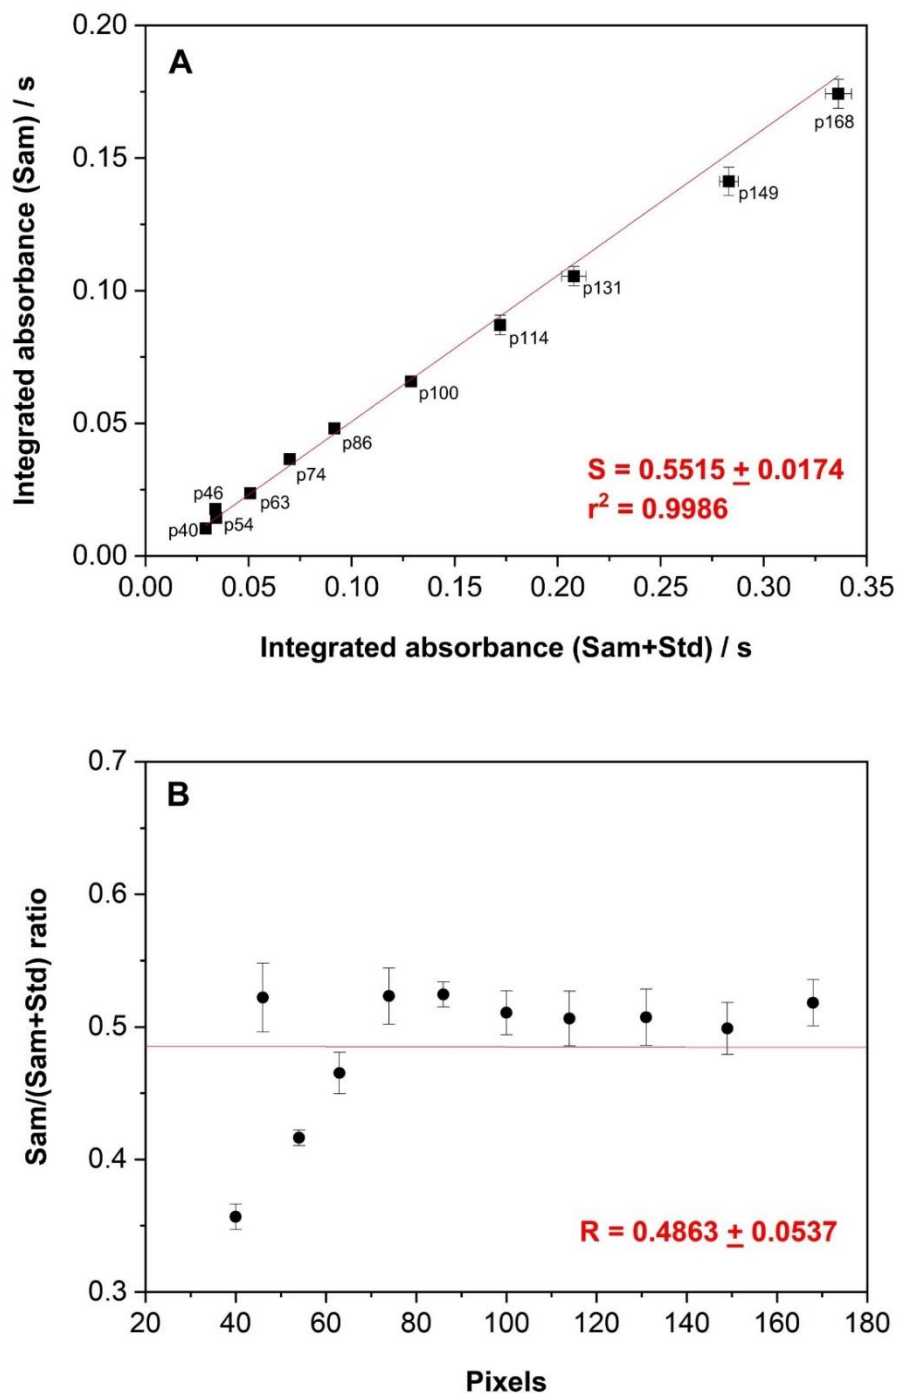 0.20
A
p168
0.15
p149
Integrated absorbance (Sam) / s
0.10
p131
p114
p100
0.05
p86
p74
S = 0.5515 ± 0.0174
p46
p63
r² = 0.9986
p40
p54
0.00
0.00 0.05 0.10 0.15 0.20 0.25 0.30 0.35
Integrated absorbance (Sam+Std) / s
0.7
B
0.6
Sam/(Sam+Std) ratio
0.5
0.4
R = 0.4863 ± 0.0537
0.3
20 40 60 80 100 120 140 160 180
Pixels